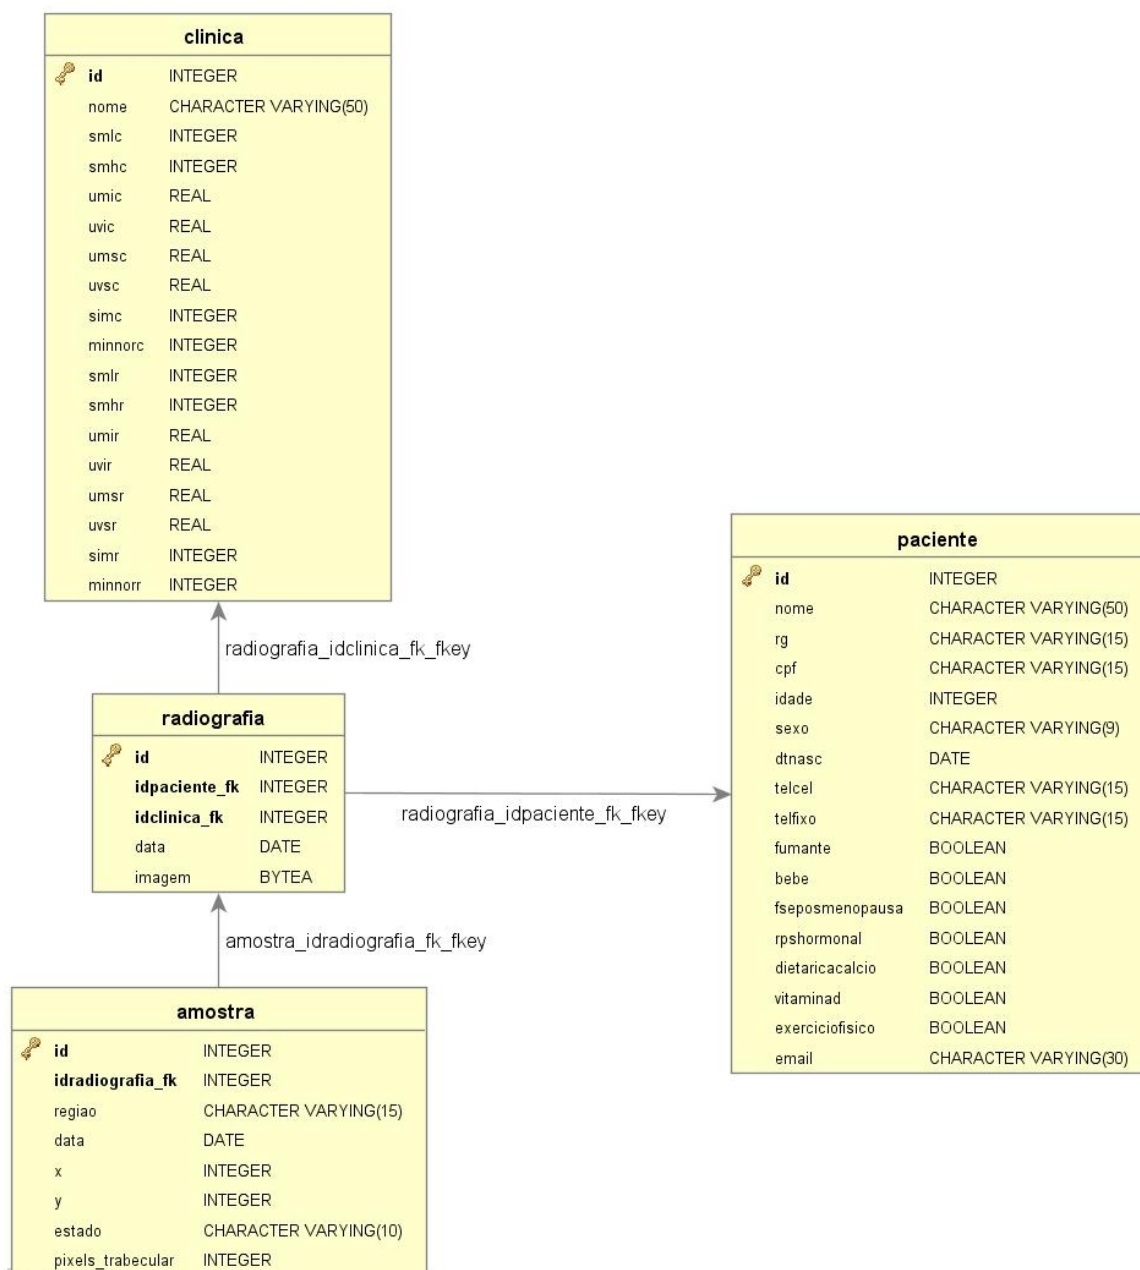 clinica
id INTEGER
nome CHARACTER VARYING(50)
smlc INTEGER
smhc INTEGER
umic REAL
uvic REAL
umsc REAL
uvsc REAL
simc INTEGER
minnorc INTEGER
smlr INTEGER
smhr INTEGER
umir REAL
uvir REAL
umsr REAL
uvsr REAL
simr INTEGER
minnorr INTEGER
radiografia_idclinica_fk_fkey
radiografia
id INTEGER
idpaciente_fk INTEGER
idclinica_fk INTEGER
data DATE
imagem BYTEA
radiografia_idpaciente_fk_fkey
paciente
id INTEGER
nome CHARACTER VARYING(50)
rg CHARACTER VARYING(15)
cpf CHARACTER VARYING(15)
idade INTEGER
sexo CHARACTER VARYING(9)
dtnasc DATE
telcel CHARACTER VARYING(15)
telfixo CHARACTER VARYING(15)
fumante BOOLEAN
bebe BOOLEAN
fseposmenopausa BOOLEAN
rpshormonal BOOLEAN
dietaricacalcio BOOLEAN
vitaminad BOOLEAN
exerciciofisico BOOLEAN
email CHARACTER VARYING(30)
amostra_idradiografia_fk_fkey
amostra
id INTEGER
idradiografia_fk INTEGER
regiao CHARACTER VARYING(15)
data DATE
x INTEGER
y INTEGER
estado CHARACTER VARYING(10)
pixels_trabecular INTEGER